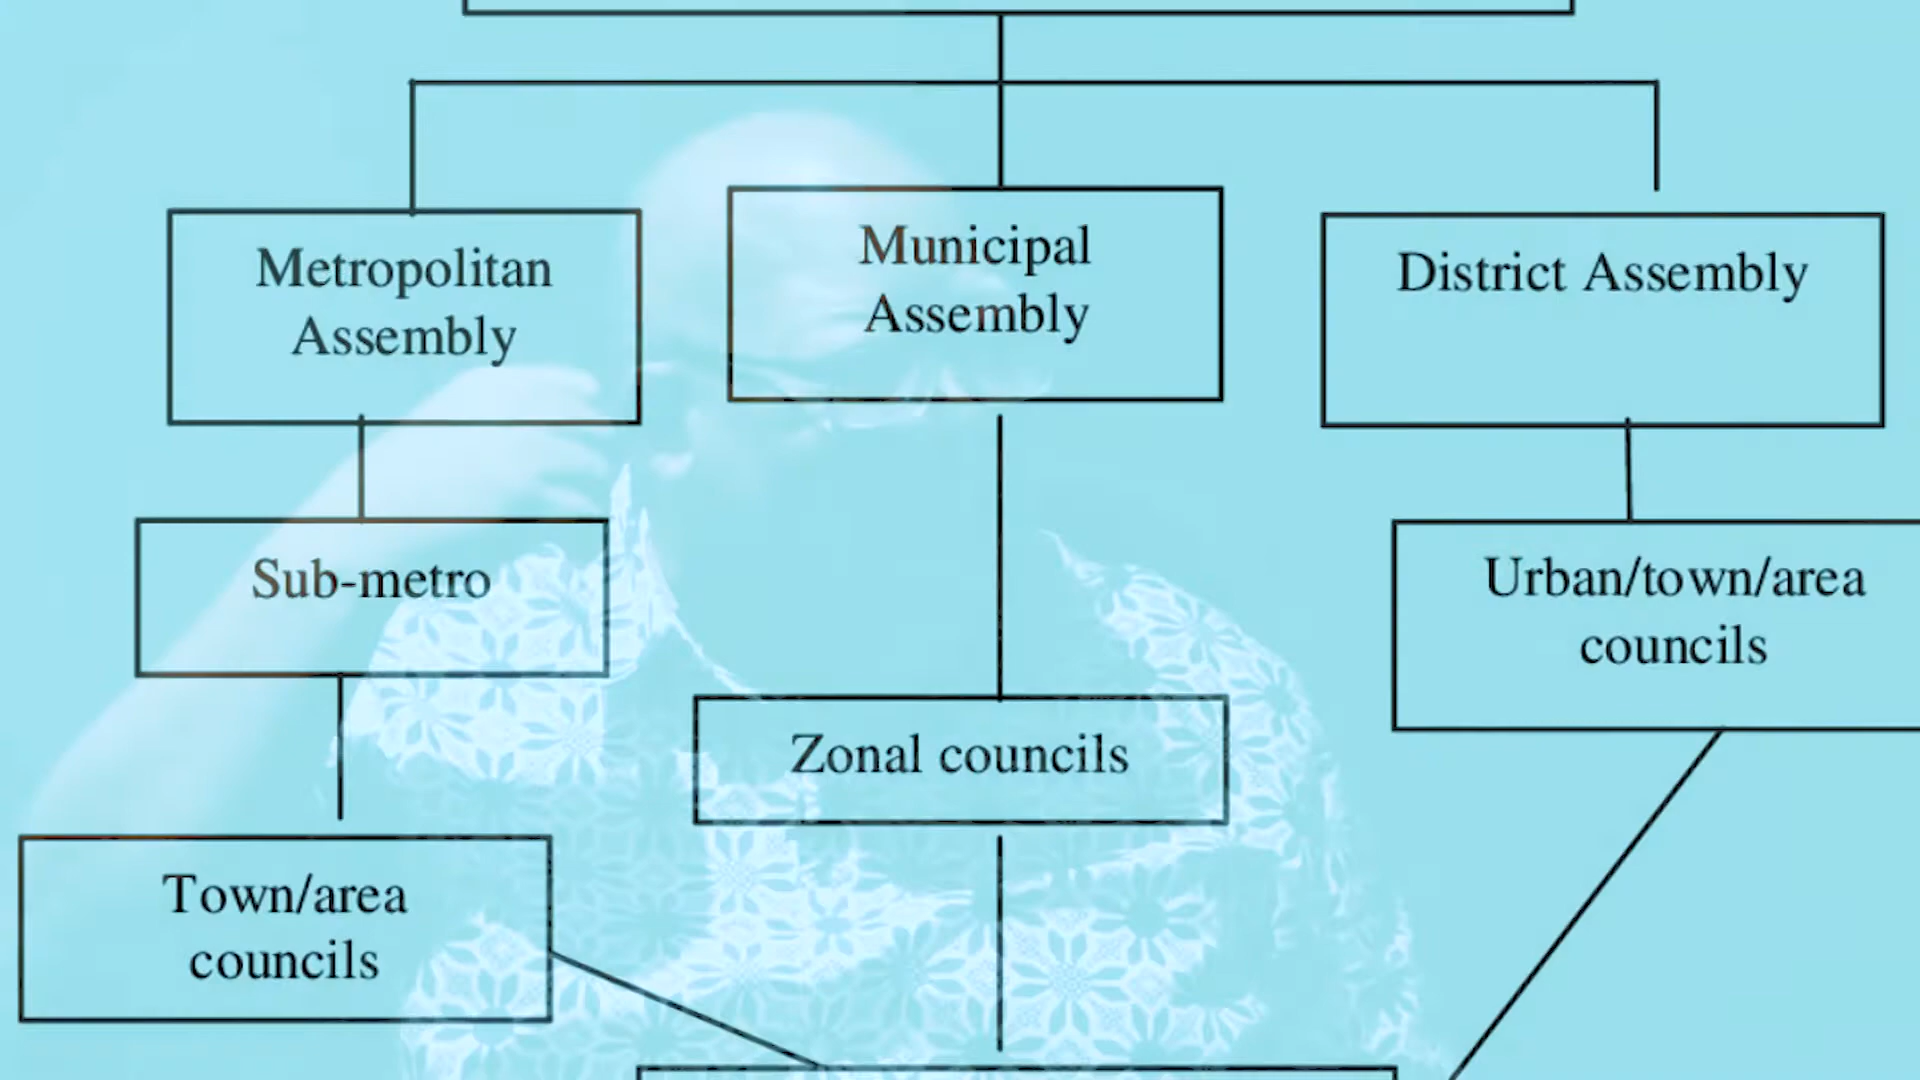 Metropolitan
Assembly
Municipal
Assembly
District Assembly
Sub-metro
Urban/town/area
councils
Zonal councils
Town/area
councils